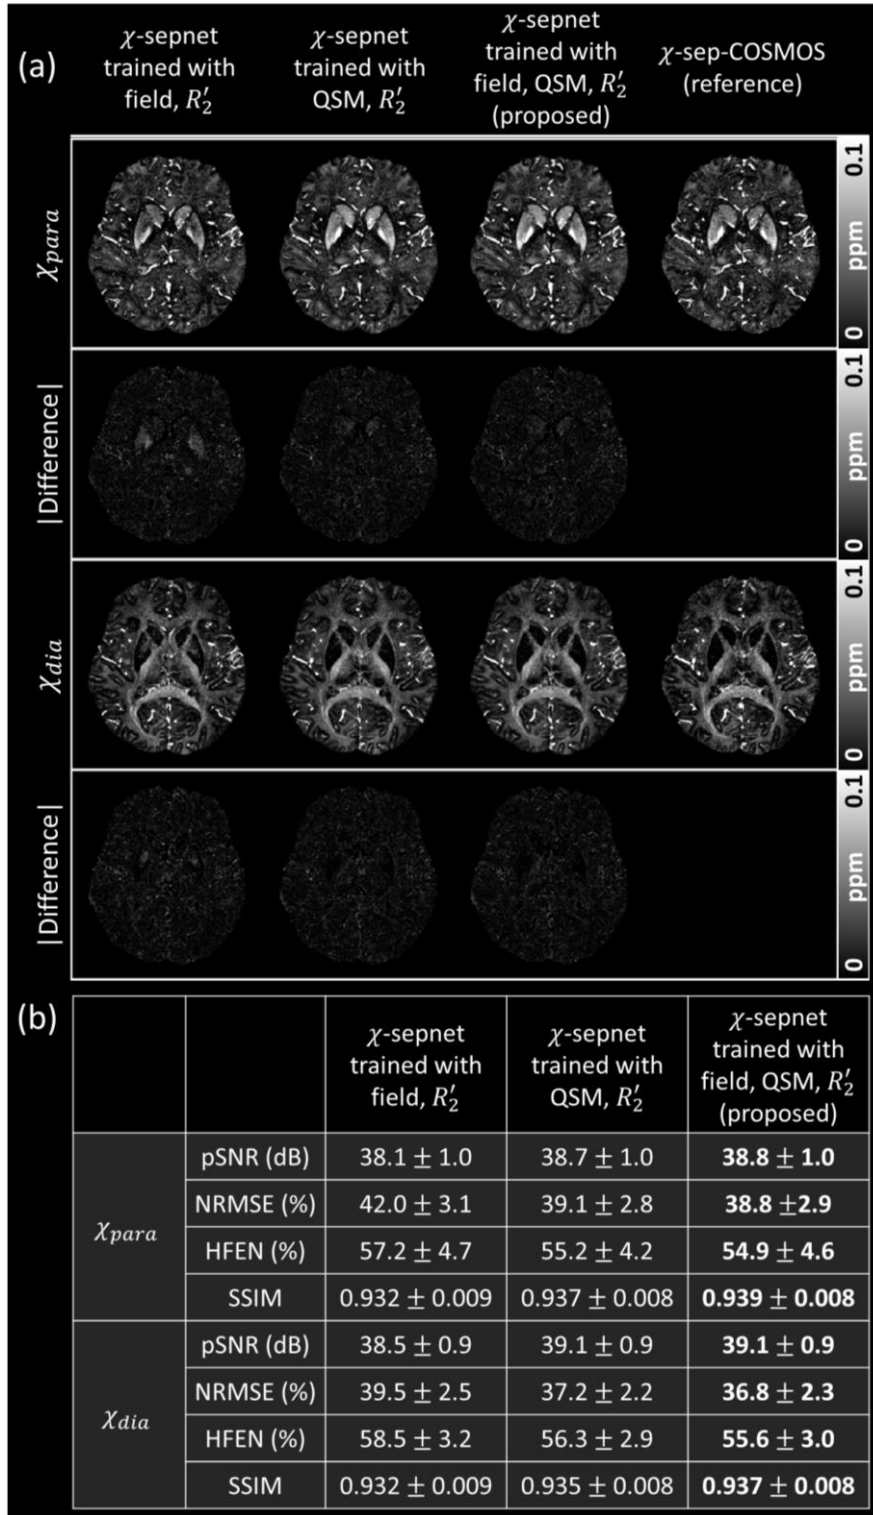 (a)
χ-sepnet
trained with
field, R₂′
χ-sepnet
trained with
QSM, R₂′
χ-sepnet
trained with
field, QSM, R₂′
(proposed)
χ-sep-COSMOS
(reference)
χpara
0.1
ppm
0
|Difference|
0.1
ppm
0
χdia
0.1
ppm
0
|Difference|
0.1
ppm
0
(b)
χ-sepnet
trained with
field, R₂′
χ-sepnet
trained with
QSM, R₂′
χ-sepnet
trained with
field, QSM, R₂′
(proposed)
χpara
pSNR (dB) 38.1 ± 1.0 38.7 ± 1.0 38.8 ± 1.0
NRMSE (%) 42.0 ± 3.1 39.1 ± 2.8 38.8 ±2.9
HFEN (%) 57.2 ± 4.7 55.2 ± 4.2 54.9 ± 4.6
SSIM 0.932 ± 0.009 0.937 ± 0.008 0.939 ± 0.008
χdia
pSNR (dB) 38.5 ± 0.9 39.1 ± 0.9 39.1 ± 0.9
NRMSE (%) 39.5 ± 2.5 37.2 ± 2.2 36.8 ± 2.3
HFEN (%) 58.5 ± 3.2 56.3 ± 2.9 55.6 ± 3.0
SSIM 0.932 ± 0.009 0.935 ± 0.008 0.937 ± 0.008